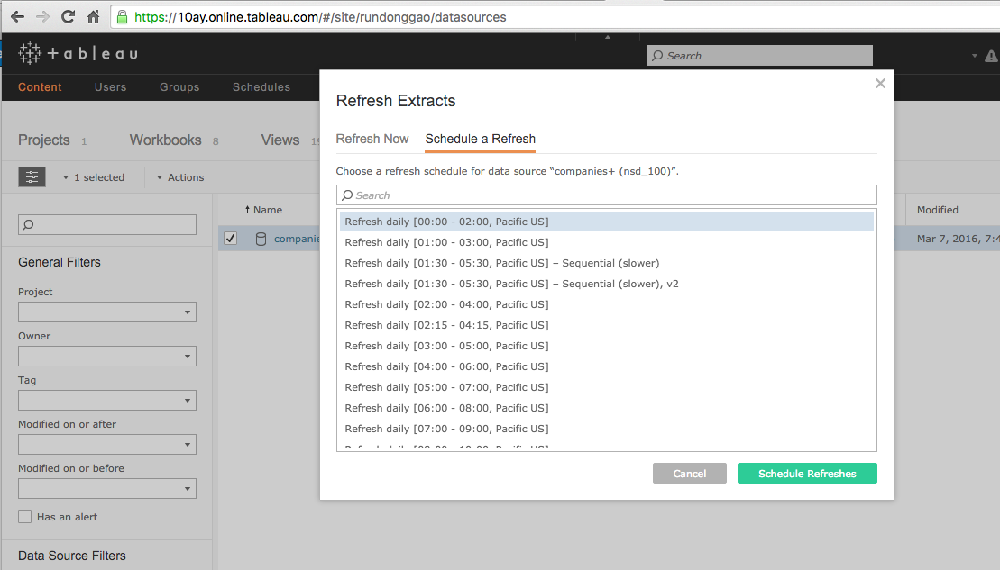 https://10ay.online.tableau.com/#/site/rundonggao/datasources
+ a b l e a u
Search
Content Users Groups Schedules
Projects 1 Workbooks 8 Views
1 selected Actions
Name Modified
companie Mar 7, 2016, 7:4
General Filters
Project
Owner
Tag
Modified on or after
Modified on or before
Has an alert
Data Source Filters
Refresh Extracts
Refresh Now Schedule a Refresh
Choose a refresh schedule for data source “companies+ (nsd_100)”.
Search
Refresh daily [00:00 - 02:00, Pacific US]
Refresh daily [01:00 - 03:00, Pacific US]
Refresh daily [01:30 - 05:30, Pacific US] – Sequential (slower)
Refresh daily [01:30 - 05:30, Pacific US] – Sequential (slower), v2
Refresh daily [02:00 - 04:00, Pacific US]
Refresh daily [02:15 - 04:15, Pacific US]
Refresh daily [03:00 - 05:00, Pacific US]
Refresh daily [04:00 - 06:00, Pacific US]
Refresh daily [05:00 - 07:00, Pacific US]
Refresh daily [06:00 - 08:00, Pacific US]
Refresh daily [07:00 - 09:00, Pacific US]
Refresh daily [08:00 - 10:00, Pacific US]
Cancel Schedule Refreshes